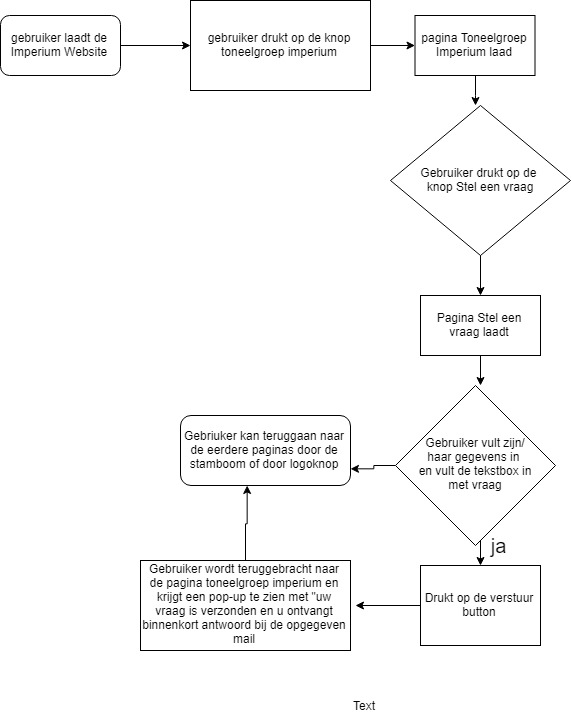 gebruiker laadt de
Imperium Website
gebruiker drukt op de knop
toneelgroep imperium
pagina Toneelgroep
Imperium laad
Gebruiker drukt op de
knop Stel een vraag
Pagina Stel een
vraag laadt
Gebruiker vult zijn/
haar gegevens in
en vult de tekstbox in
met vraag
Gebriuker kan teruggaan naar
de eerdere paginas door de
stamboom of door logoknop
ja
Drukt op de verstuur
button
Gebruiker wordt teruggebracht naar
de pagina toneelgroep imperium en
krijgt een pop-up te zien met "uw
vraag is verzonden en u ontvangt
binnenkort antwoord bij de opgegeven
mail
Text